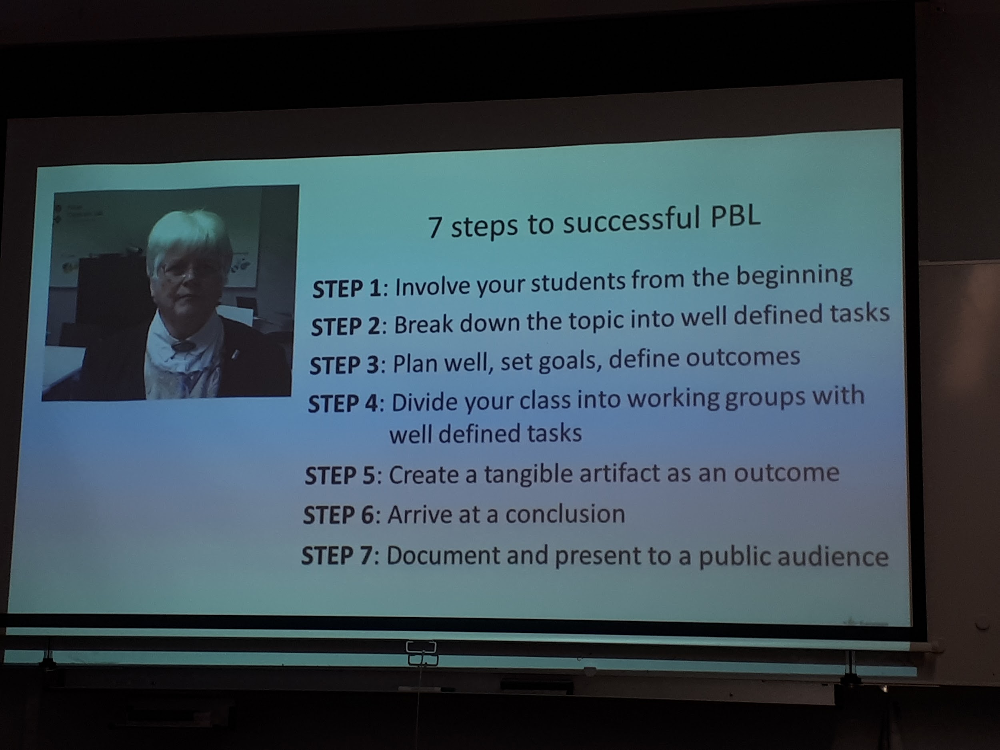 7 steps to successful PBL
STEP 1: Involve your students from the beginning
STEP 2: Break down the topic into well defined tasks
STEP 3: Plan well, set goals, define outcomes
STEP 4: Divide your class into working groups with
well defined tasks
STEP 5: Create a tangible artifact as an outcome
STEP 6: Arrive at a conclusion
STEP 7: Document and present to a public audience